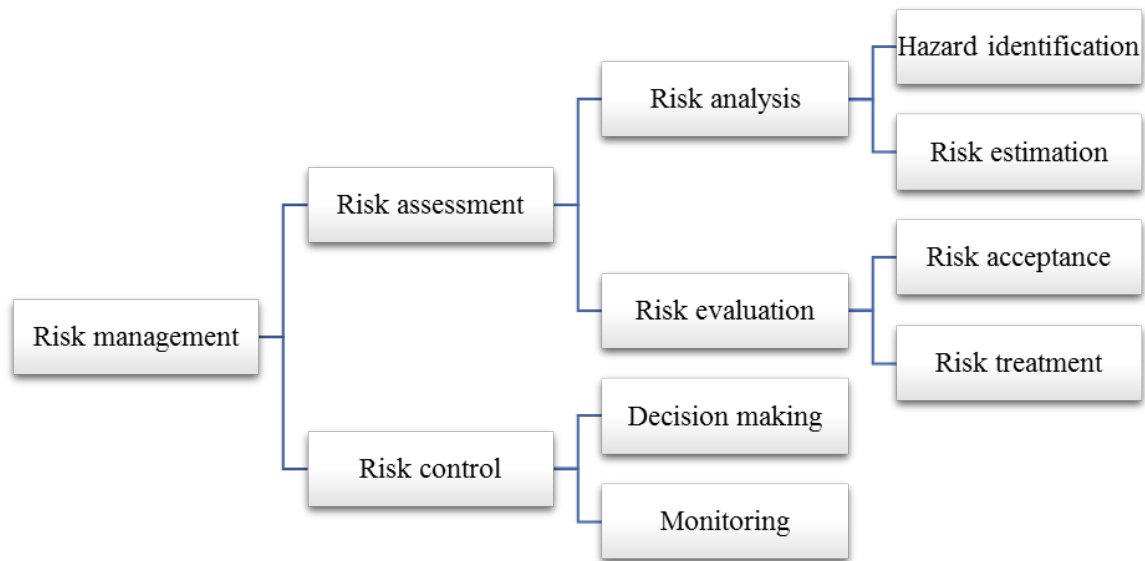 Hazard identification
Risk analysis
Risk estimation
Risk assessment
Risk acceptance
Risk evaluation
Risk management
Risk treatment
Decision making
Risk control
Monitoring